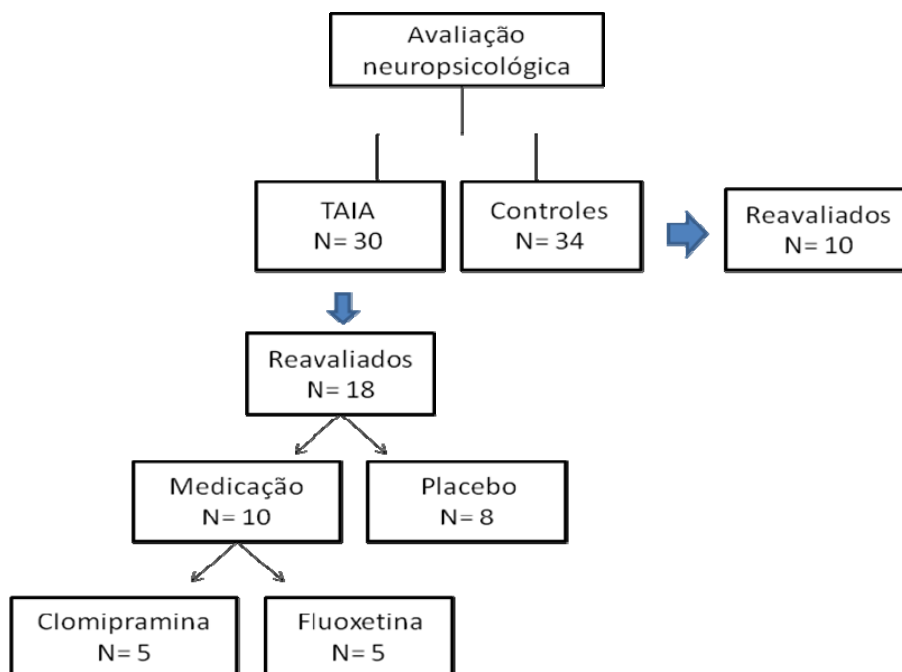 Avaliação
neuropsicológica
TAIA
N= 30
Controles
N= 34
Reavaliados
N= 10
Reavaliados
N= 18
Medicação
N= 10
Placebo
N= 8
Clomipramina
N= 5
Fluoxetina
N= 5